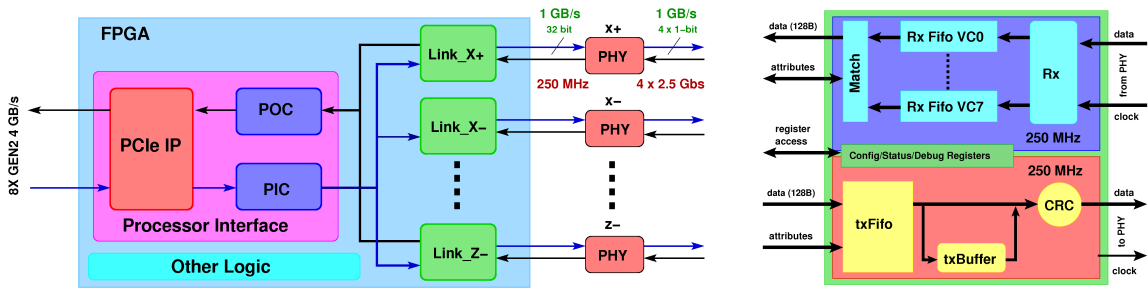 FPGA
8X GEN2 4 GB/s
PCIe IP
POC
PIC
Processor Interface
Other Logic
Link_X+
Link_X−
Link_Z−
1 GB/s
32 bit
1 GB/s
4 x 1−bit
X+
PHY
250 MHz
4 x 2.5 Gbs
X−
PHY
Z−
PHY
data (128B)
attributes
Match
Rx Fifo VC0
Rx Fifo VC7
Rx
data
from PHY
clock
250 MHz
register
access
Config/Status/Debug Registers
250 MHz
data (128B)
attributes
txFifo
txBuffer
CRC
data
to PHY
clock